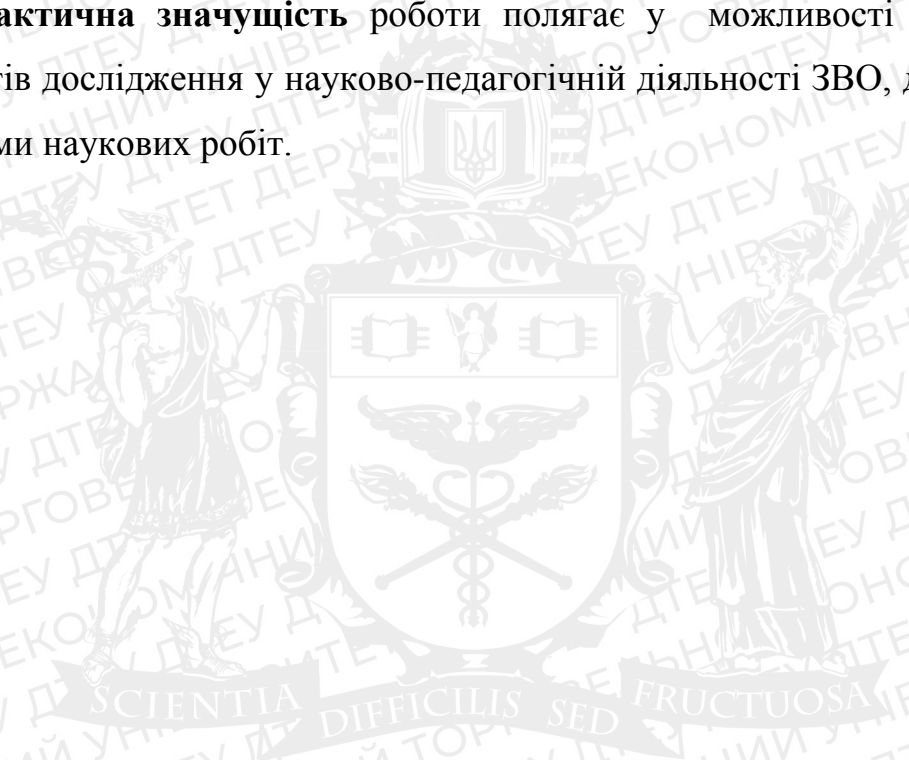 актична значущість роботи полягає у можливості
тів дослідження у науково-педагогічній діяльності ЗВО, д
ми наукових робіт.
SCIENTIA DIFFICILIS SED FRUCTUOSA